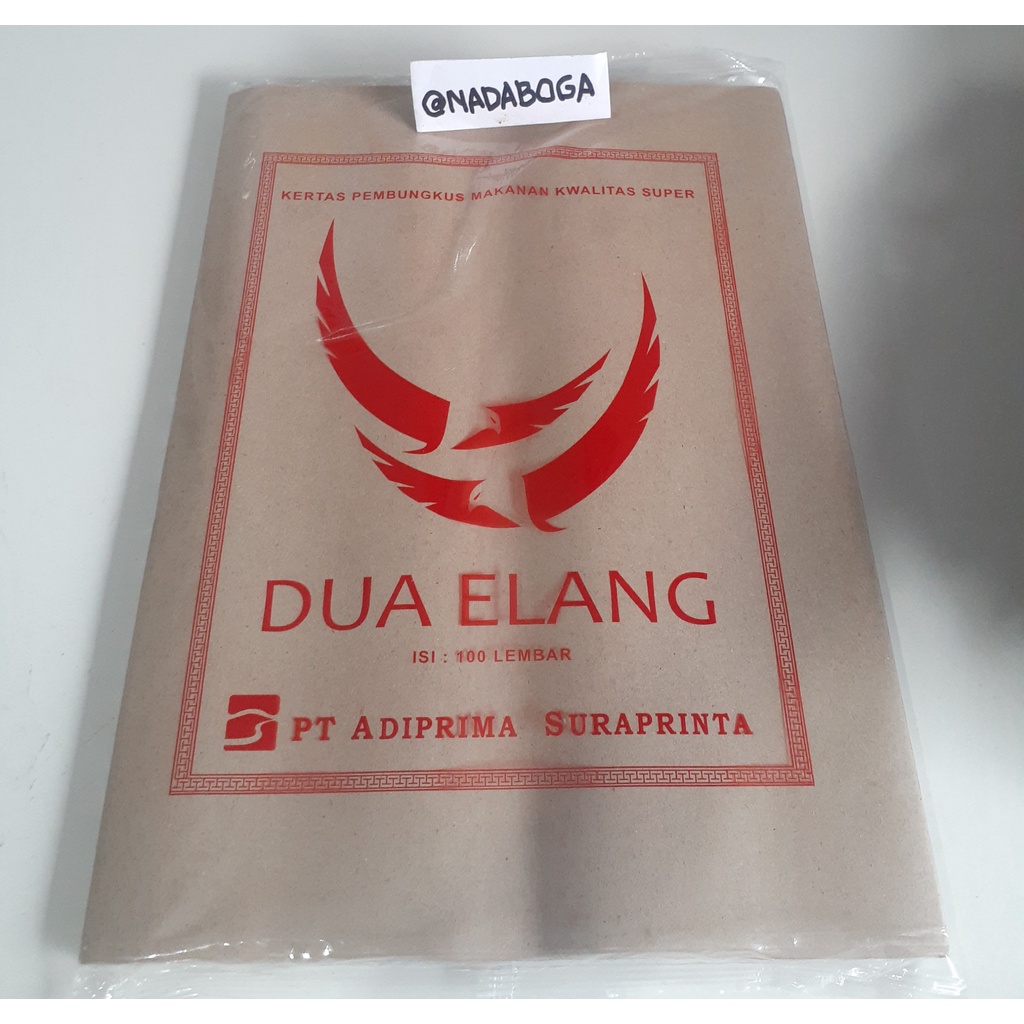 @NADABOGA
KERTAS PEMBUNGKUS MAKANAN KWALITAS SUPER
DUA ELANG
ISI : 100 LEMBAR
PT ADIPRIMA SURAPRINTA